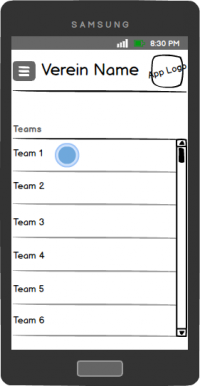 SAMSUNG
8:30 PM
Verein Name
App Logo
Teams
Team 1
Team 2
Team 3
Team 4
Team 5
Team 6